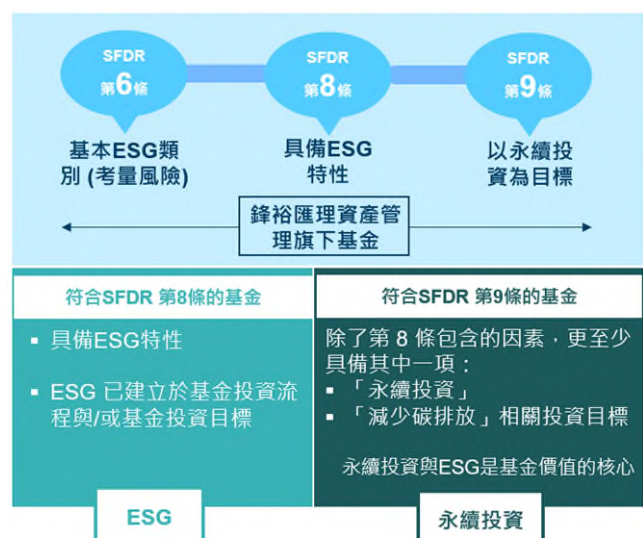 SFDR
第6條
SFDR
第8條
SFDR
第9條
基本ESG類
別 (考量風險)
具備ESG
特性
以永續投
資為目標
鋒裕匯理資產管
理旗下基金
符合SFDR 第8條的基金
▪ 具備ESG特性
▪ ESG 已建立於基金投資流
程與/或基金投資目標
ESG
符合SFDR 第9條的基金
除了第 8 條包含的因素，更至少
具備其中一項：
▪ 「永續投資」
▪ 「減少碳排放」相關投資目標
永續投資與ESG是基金價值的核心
永續投資